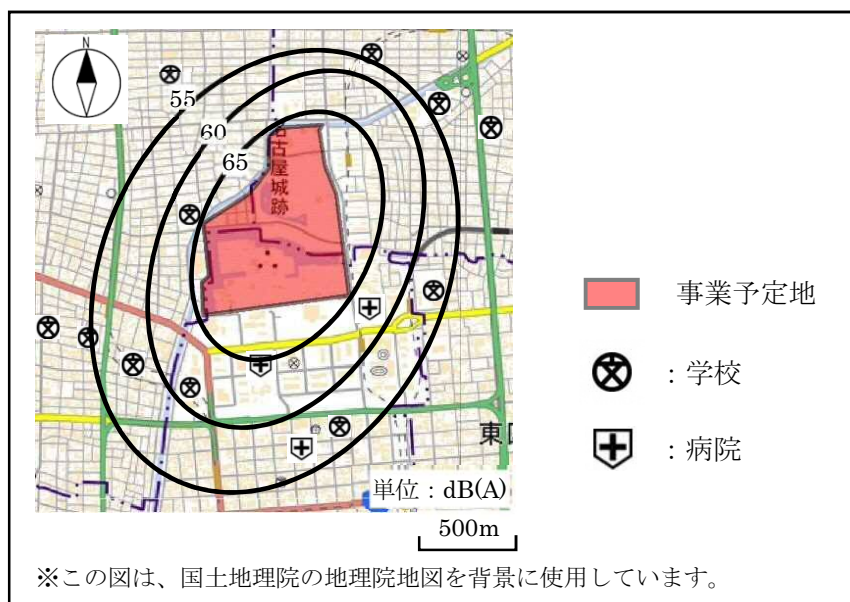 N
55
60
65
名古屋城跡
東区
単位：dB(A)
500m
事業予定地
：学校
：病院
※この図は、国土地理院の地理院地図を背景に使用しています。